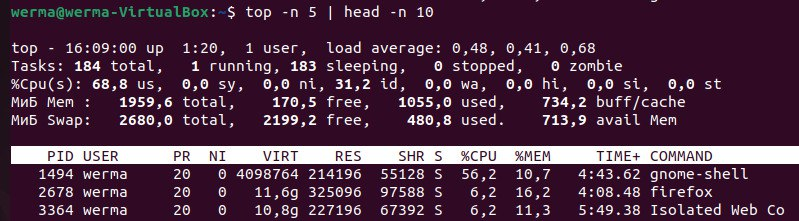 werma@werma-VirtualBox:~$ top -n 5 | head -n 10
top - 16:09:00 up  1:20,  1 user,  load average: 0,48, 0,41, 0,68
Tasks: 184 total,   1 running, 183 sleeping,   0 stopped,   0 zombie
%Cpu(s): 68,8 us,  0,0 sy,  0,0 ni, 31,2 id,  0,0 wa,  0,0 hi,  0,0 si,  0,0 st
МиБ Mem :   1959,6 total,    170,5 free,   1055,0 used,    734,2 buff/cache
МиБ Swap:   2680,0 total,   2199,2 free,    480,8 used.    713,9 avail Mem
PID USER      PR  NI    VIRT    RES    SHR S  %CPU  %MEM     TIME+ COMMAND
1494 werma     20   0 4098764 214196  55128 S  56,2  10,7   4:43.62 gnome-shell
2678 werma     20   0   11,6g 325096  97588 S   6,2  16,2   4:08.48 firefox
3364 werma     20   0   10,8g 227196  67392 S   6,2  11,3   5:49.38 Isolated Web Co